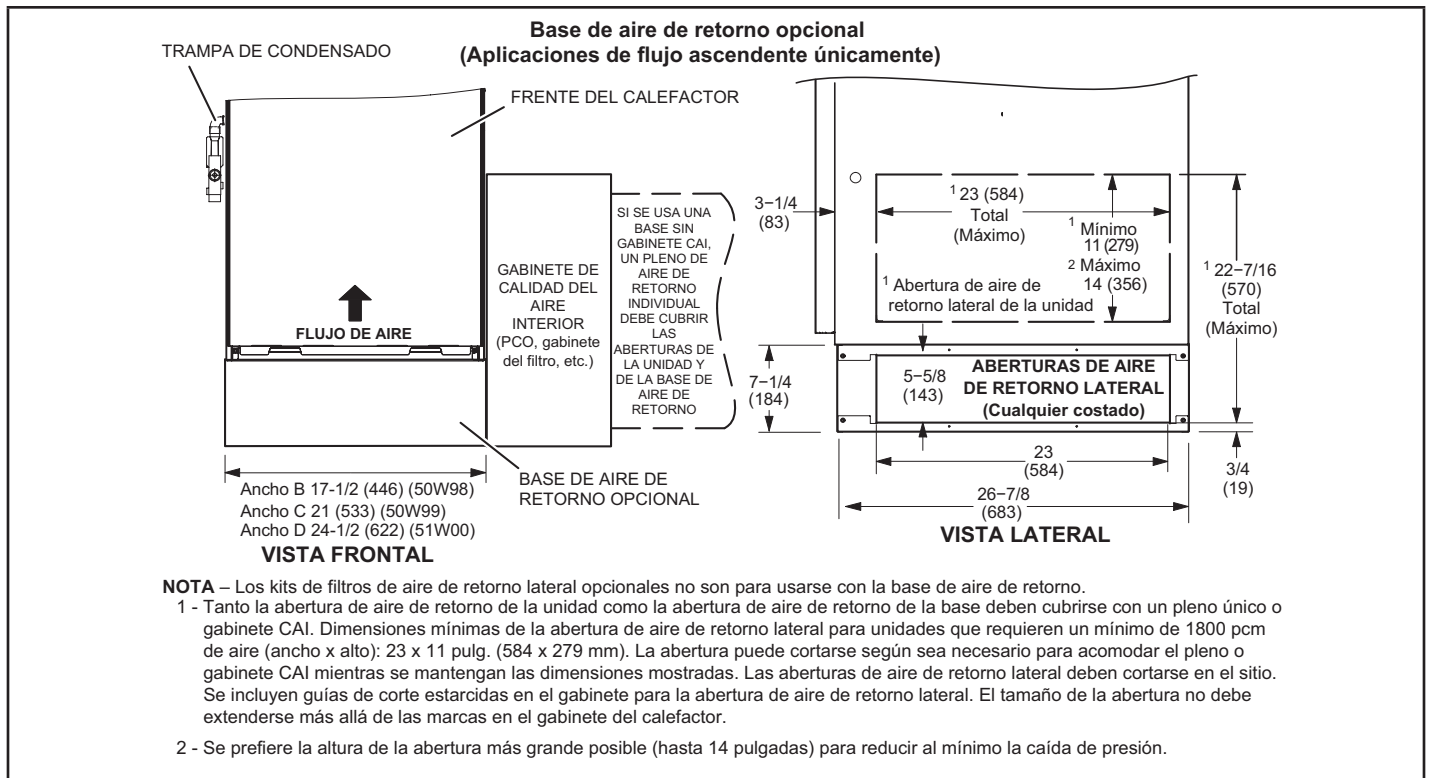 Base de aire de retorno opcional
(Aplicaciones de flujo ascendente únicamente)
TRAMPA DE CONDENSADO
FRENTE DEL CALEFACTOR
FLUJO DE AIRE
GABINETE DE
CALIDAD DEL
AIRE
INTERIOR
(PCO, gabinete
del filtro, etc.)
SI SE USA UNA
BASE SIN
GABINETE CAI,
UN PLENO DE
AIRE DE
RETORNO
INDIVIDUAL
DEBE CUBRIR
LAS
ABERTURAS DE
LA UNIDAD Y
DE LA BASE DE
AIRE DE
RETORNO
BASE DE AIRE DE
RETORNO OPCIONAL
Ancho B 17-1/2 (446) (50W98)
Ancho C 21 (533) (50W99)
Ancho D 24-1/2 (622) (51W00)
VISTA FRONTAL
3−1/4
(83)
1 23 (584)
Total
(Máximo)
1 Mínimo
11 (279)
2 Máximo
14 (356)
1 Abertura de aire de
retorno lateral de la unidad
1 22−7/16
(570)
Total
(Máximo)
7−1/4
(184)
5−5/8
(143)
ABERTURAS DE AIRE
DE RETORNO LATERAL
(Cualquier costado)
23
(584)
3/4
(19)
26−7/8
(683)
VISTA LATERAL
NOTA – Los kits de filtros de aire de retorno lateral opcionales no son para usarse con la base de aire de retorno.
1 - Tanto la abertura de aire de retorno de la unidad como la abertura de aire de retorno de la base deben cubrirse con un pleno único o
gabinete CAI. Dimensiones mínimas de la abertura de aire de retorno lateral para unidades que requieren un mínimo de 1800 pcm
de aire (ancho x alto): 23 x 11 pulg. (584 x 279 mm). La abertura puede cortarse según sea necesario para acomodar el pleno o
gabinete CAI mientras se mantengan las dimensiones mostradas. Las aberturas de aire de retorno lateral deben cortarse en el sitio.
Se incluyen guías de corte estarcidas en el gabinete para la abertura de aire de retorno lateral. El tamaño de la abertura no debe
extenderse más allá de las marcas en el gabinete del calefactor.
2 - Se prefiere la altura de la abertura más grande posible (hasta 14 pulgadas) para reducir al mínimo la caída de presión.